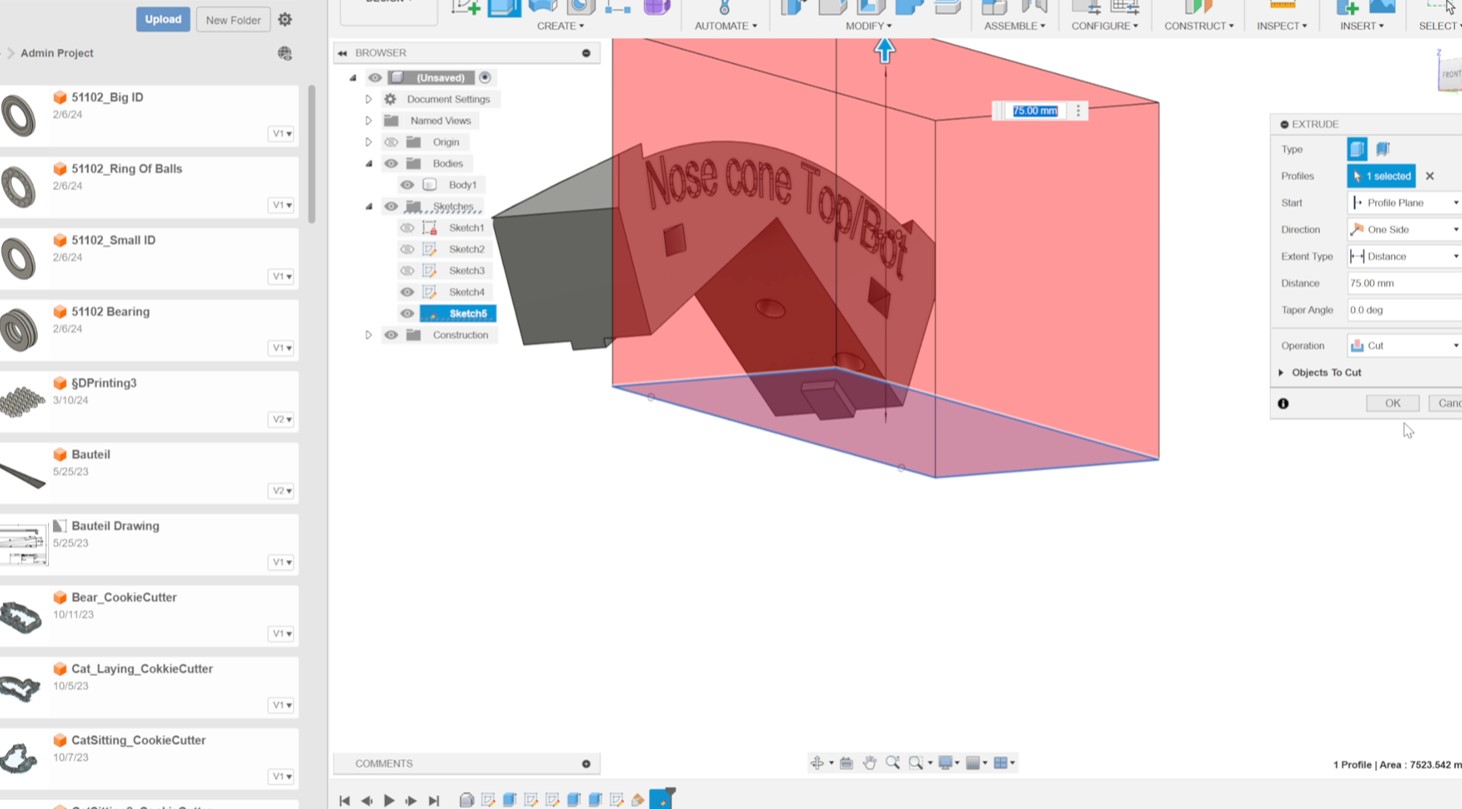 Upload
New Folder
Admin Project
51102_Big ID
2/6/24
V1
51102_Ring Of Balls
2/6/24
V1
51102_Small ID
2/6/24
V1
51102 Bearing
2/6/24
V1
§DPrinting3
3/10/24
V2
Bauteil
5/25/23
V2
Bauteil Drawing
5/25/23
V1
Bear_CookieCutter
10/11/23
V1
Cat_Laying_CokkieCutter
10/5/23
V1
CatSitting_CookieCutter
10/7/23
V1
CREATE
AUTOMATE
MODIFY
ASSEMBLE
CONFIGURE
CONSTRUCT
INSPECT
INSERT
SELECT
BROWSER
(Unsaved)
Document Settings
Named Views
Origin
Bodies
Body1
Sketches
Sketch1
Sketch2
Sketch3
Sketch4
Sketch5
Construction
Nose cone Top/Bot
75.00 mm
Z
FRONT
EXTRUDE
Type
Profiles 1 selected
Start Profile Plane
Direction One Side
Extent Type Distance
Distance 75.00 mm
Taper Angle 0.0 deg
Operation Cut
Objects To Cut
OK Canc
COMMENTS
1 Profile | Area : 7523.542 m